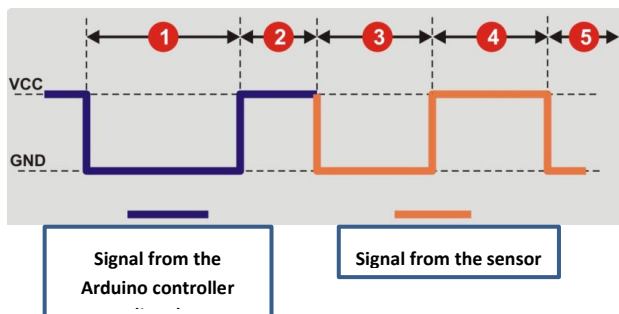 1 2 3 4 5
VCC
GND
Signal from the
Arduino controller
Signal from the sensor